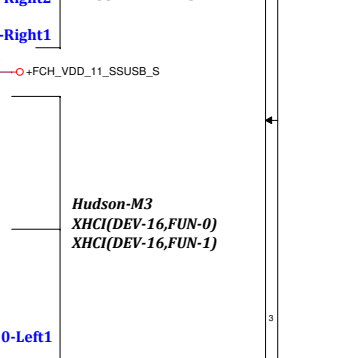 -Right1
+FCH_VDD_11_SSUSB_S
Hudson-M3
XHCI(DEV-16,FUN-0)
XHCI(DEV-16,FUN-1)
3
0-Left1